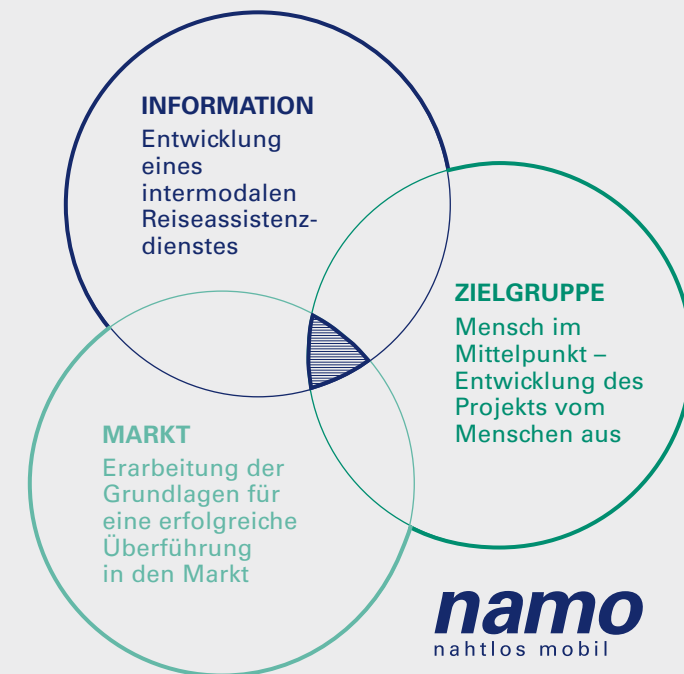 INFORMATION
Entwicklung
eines
intermodalen
Reiseassistenz-
dienstes
ZIELGRUPPE
Mensch im
Mittelpunkt –
Entwicklung des
Projekts vom
Menschen aus
MARKT
Erarbeitung der
Grundlagen für
eine erfolgreiche
Überführung
in den Markt
namo
nahtlos mobil